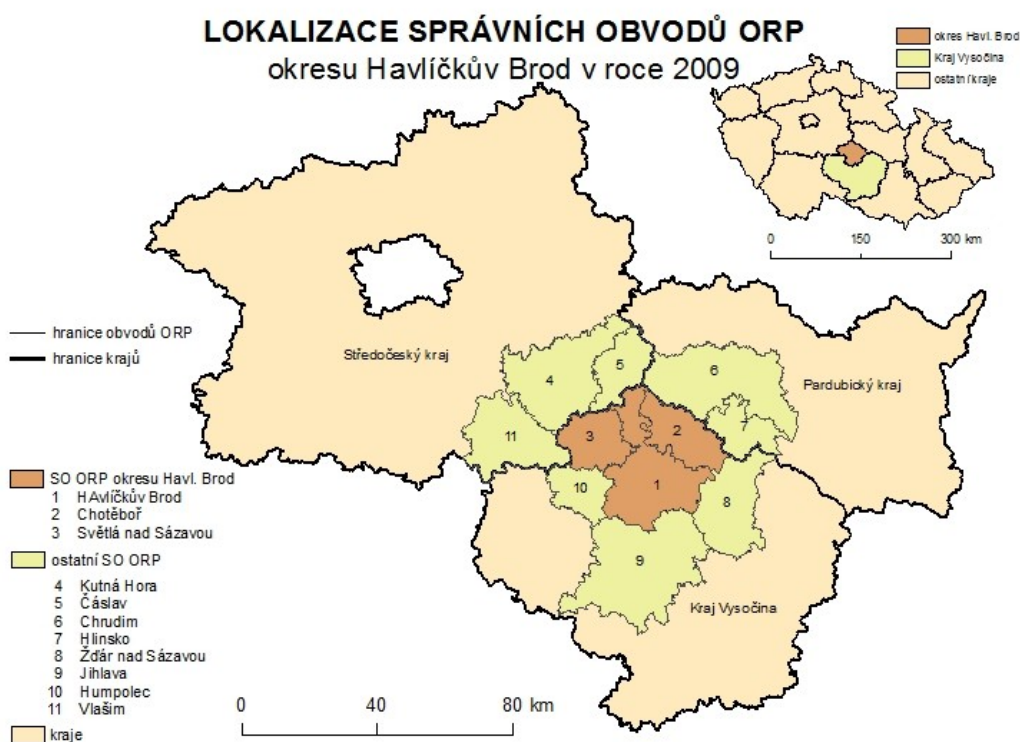 LOKALIZACE SPRÁVNÍCH OBVODŮ ORP
okresu Havlíčkův Brod v roce 2009
okres Havl. Brod
Kraj Vysočina
ostatní kraje
0 150 300 km
hranice obvodů ORP
hranice krajů
Středočeský kraj
Pardubický kraj
Kraj Vysočina
4
5
6
7
11
3
2
10
1
8
9
SO ORP okresu Havl. Brod
1 HAvlíčkův Brod
2 Chotěboř
3 Světlá nad Sázavou
ostatní SO ORP
4 Kutná Hora
5 Čáslav
6 Chrudim
7 Hlinsko
8 Žďár nad Sázavou
9 Jihlava
10 Humpolec
11 Vlašim
kraje
0 40 80 km